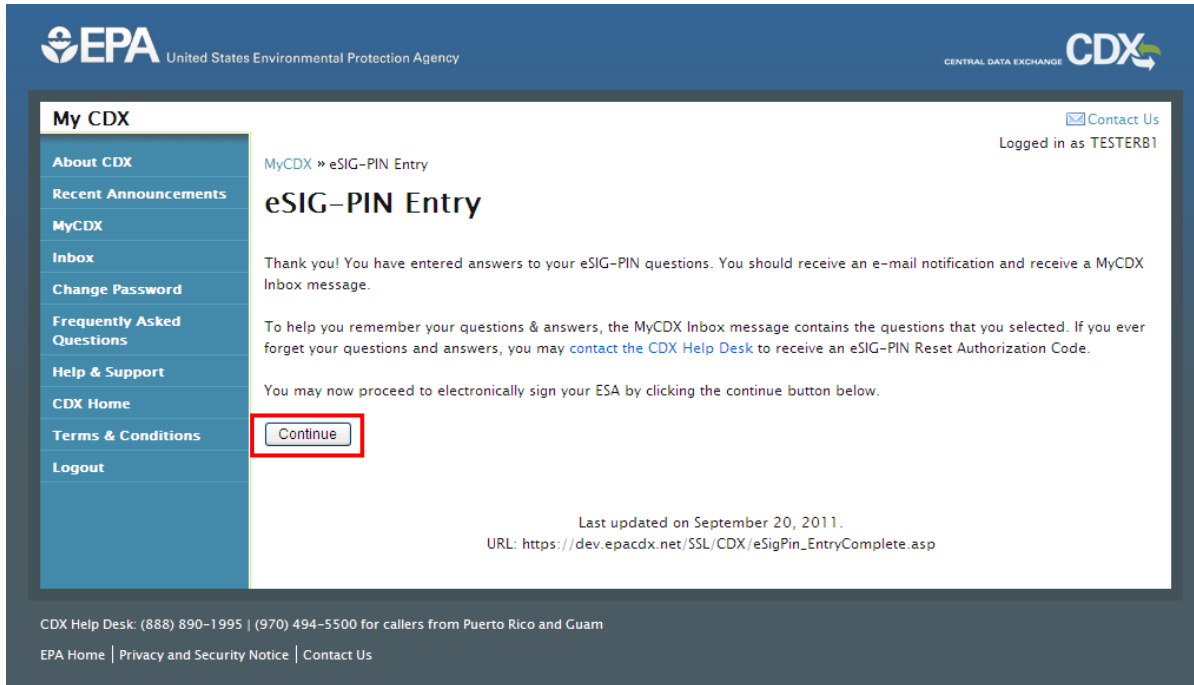 EPA United States Environmental Protection Agency
CENTRAL DATA EXCHANGE CDX
My CDX
Contact Us
Logged in as TESTERB1
About CDX
Recent Announcements
MyCDX
Inbox
Change Password
Frequently Asked
Questions
Help & Support
CDX Home
Terms & Conditions
Logout
MyCDX » eSIG-PIN Entry
eSIG-PIN Entry
Thank you! You have entered answers to your eSIG-PIN questions. You should receive an e-mail notification and receive a MyCDX
Inbox message.
To help you remember your questions & answers, the MyCDX Inbox message contains the questions that you selected. If you ever
forget your questions and answers, you may contact the CDX Help Desk to receive an eSIG-PIN Reset Authorization Code.
You may now proceed to electronically sign your ESA by clicking the continue button below.
Continue
Last updated on September 20, 2011.
URL: https://dev.epacdx.net/SSL/CDX/eSigPin_EntryComplete.asp
CDX Help Desk: (888) 890-1995 | (970) 494-5500 for callers from Puerto Rico and Guam
EPA Home | Privacy and Security Notice | Contact Us